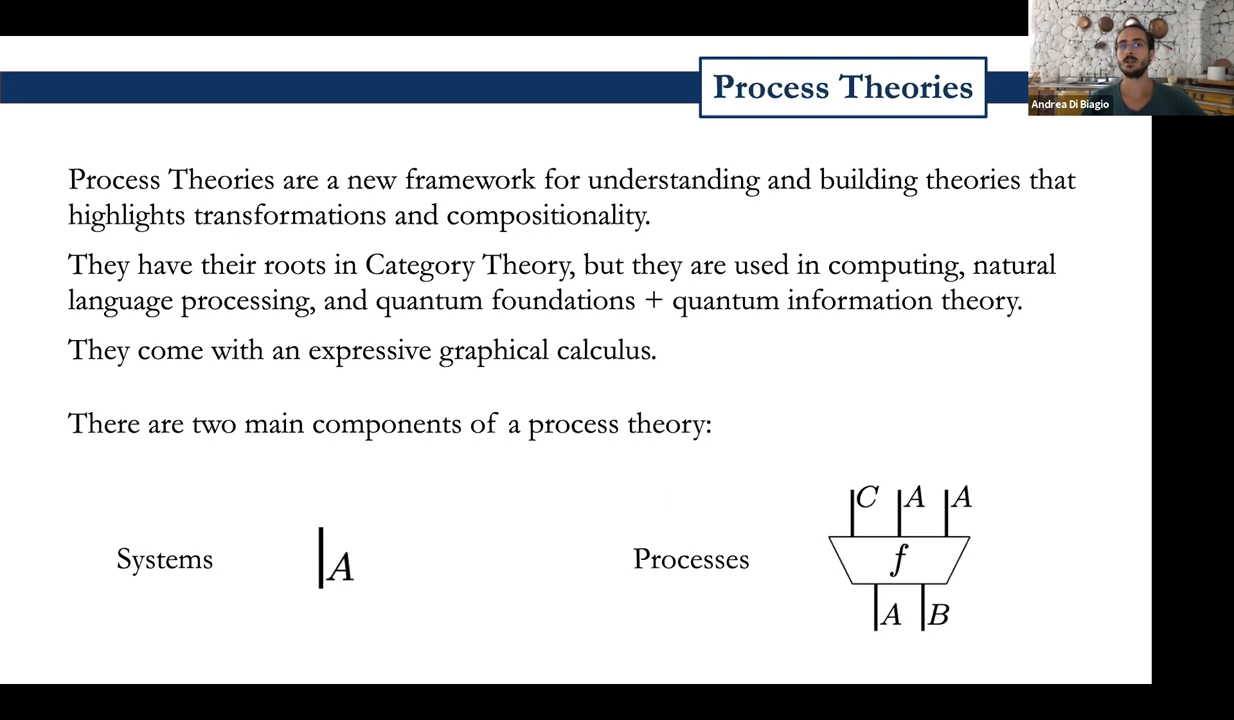 Process Theories
Andrea Di Biagio
Process Theories are a new framework for understanding and building theories that
highlights transformations and compositionality.
They have their roots in Category Theory, but they are used in computing, natural
language processing, and quantum foundations + quantum information theory.
They come with an expressive graphical calculus.
There are two main components of a process theory:
Systems
A
Processes
C A A
f
A B